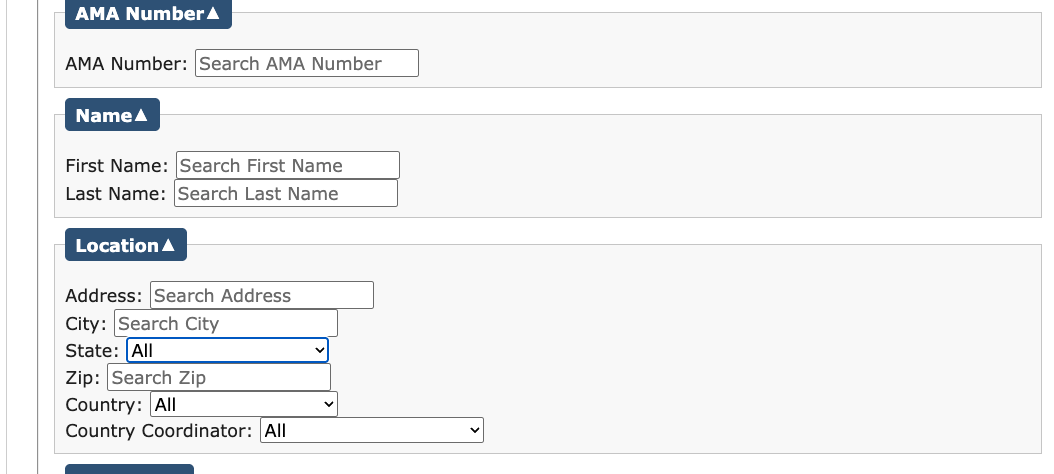 AMA Number▲
AMA Number: Search AMA Number
Name▲
First Name: Search First Name
Last Name: Search Last Name
Location▲
Address: Search Address
City: Search City
State: All
Zip: Search Zip
Country: All
Country Coordinator: All